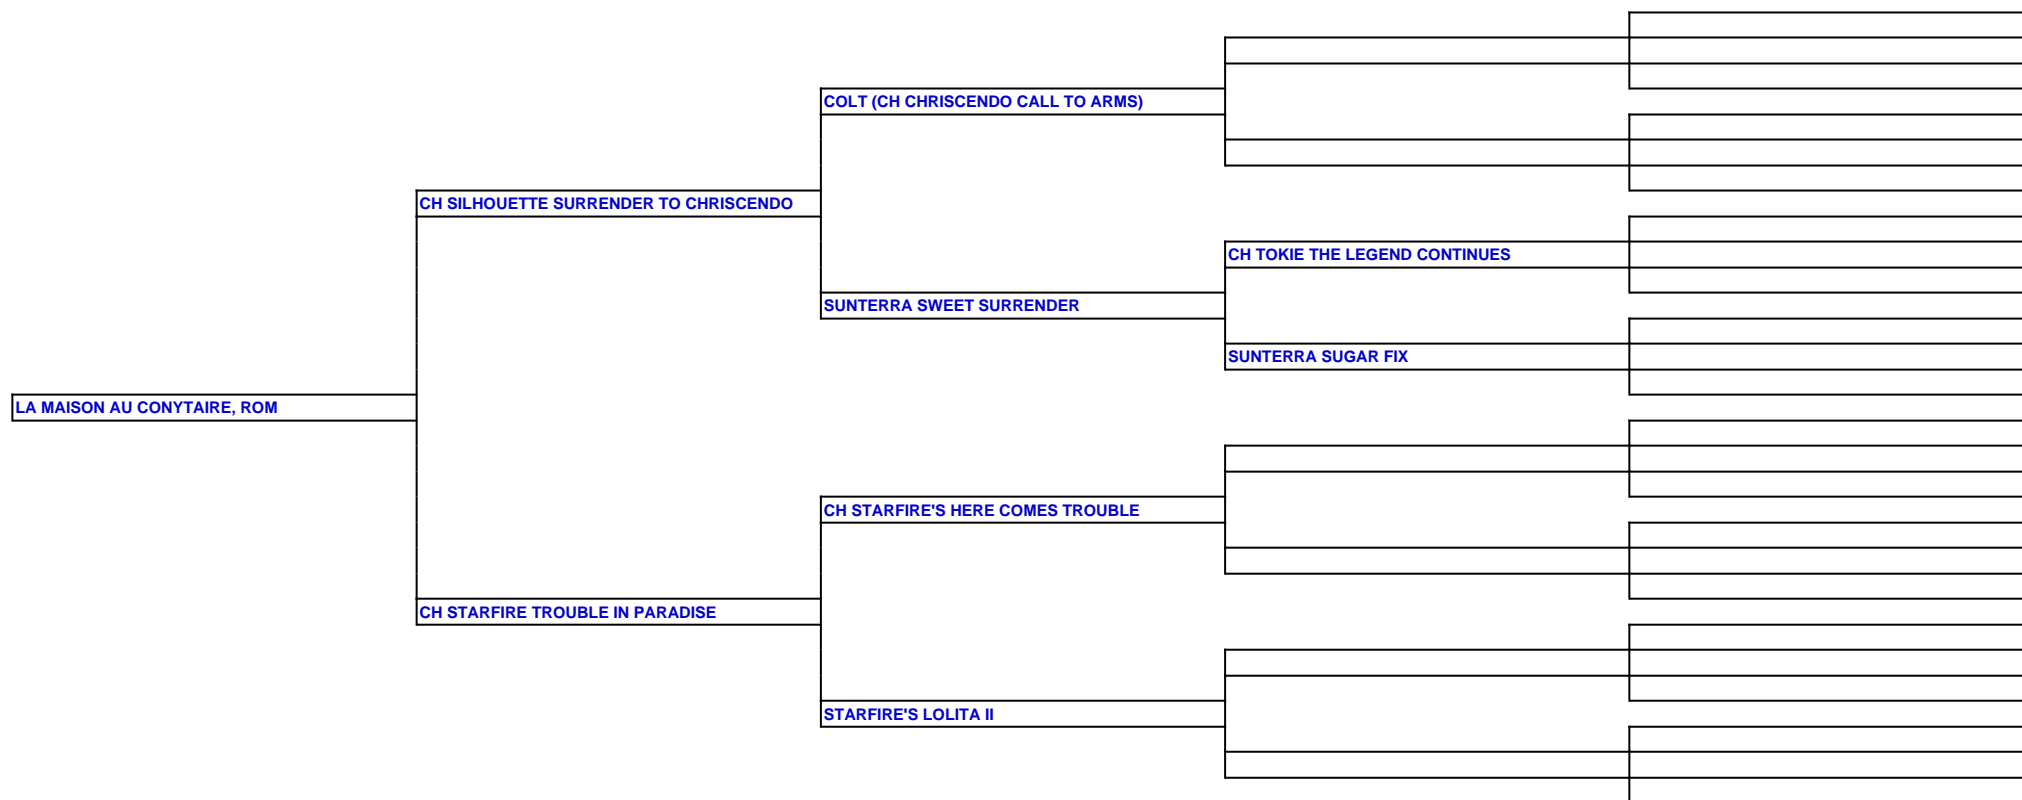 COLT (CH CHRISCENDO CALL TO ARMS)
CH SILHOUETTE SURRENDER TO CHRISCENDO
CH TOKIE THE LEGEND CONTINUES
SUNTERRA SWEET SURRENDER
SUNTERRA SUGAR FIX
LA MAISON AU CONYTAIRE, ROM
CH STARFIRE'S HERE COMES TROUBLE
CH STARFIRE TROUBLE IN PARADISE
STARFIRE'S LOLITA II